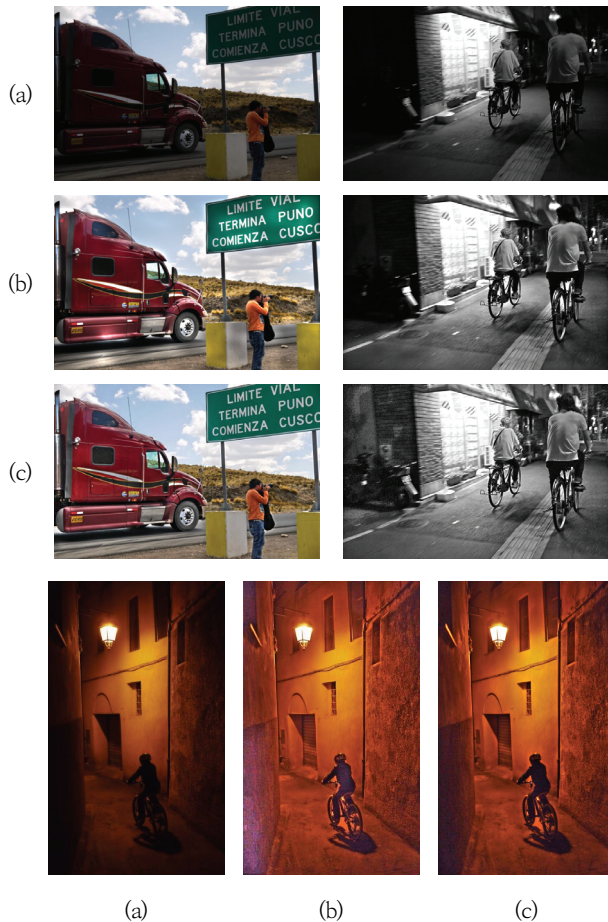 (a)
LIMITE VIAL
TERMINA PUNO
COMIENZA CUSCO
(b)
LIMITE VIAL
TERMINA PUNO
COMIENZA CUSCO
(c)
LIMITE VIAL
TERMINA PUNO
COMIENZA CUSCO
(a)
(b)
(c)